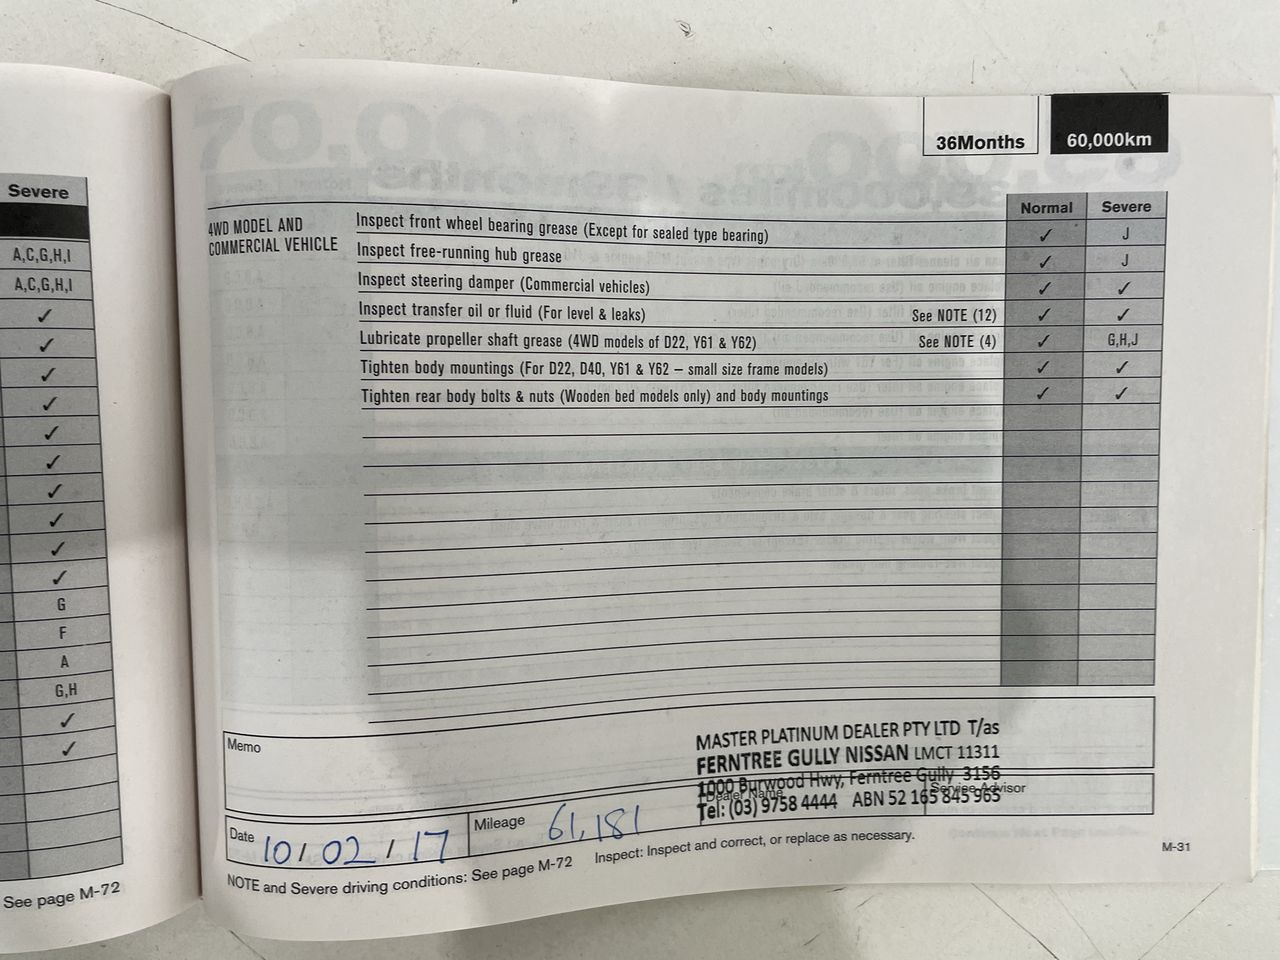 Severe
A,C,G,H,I
A,C,G,H,I
✓
✓
✓
✓
✓
✓
✓
✓
✓
✓
G
F
A
G,H
✓
✓
See page M-72
36Months 60,000km
Normal Severe
4WD MODEL AND COMMERCIAL VEHICLE
Inspect front wheel bearing grease (Except for sealed type bearing) ✓ J
Inspect free-running hub grease ✓ J
Inspect steering damper (Commercial vehicles) ✓ ✓
Inspect transfer oil or fluid (For level & leaks) See NOTE (12) ✓ ✓
Lubricate propeller shaft grease (4WD models of D22, Y61 & Y62) See NOTE (4) ✓ G,H,J
Tighten body mountings (For D22, D40, Y61 & Y62 – small size frame models) ✓ ✓
Tighten rear body bolts & nuts (Wooden bed models only) and body mountings ✓ ✓
Memo
MASTER PLATINUM DEALER PTY LTD T/as
FERNTREE GULLY NISSAN LMCT 11311
1000 Burwood Hwy, Ferntree Gully 3156
Tel: (03) 9758 4444 ABN 52 165 845 965
Dealer Name Service Advisor
Date 10/02/17 Mileage 61,181
NOTE and Severe driving conditions: See page M-72 Inspect: Inspect and correct, or replace as necessary.
M-31